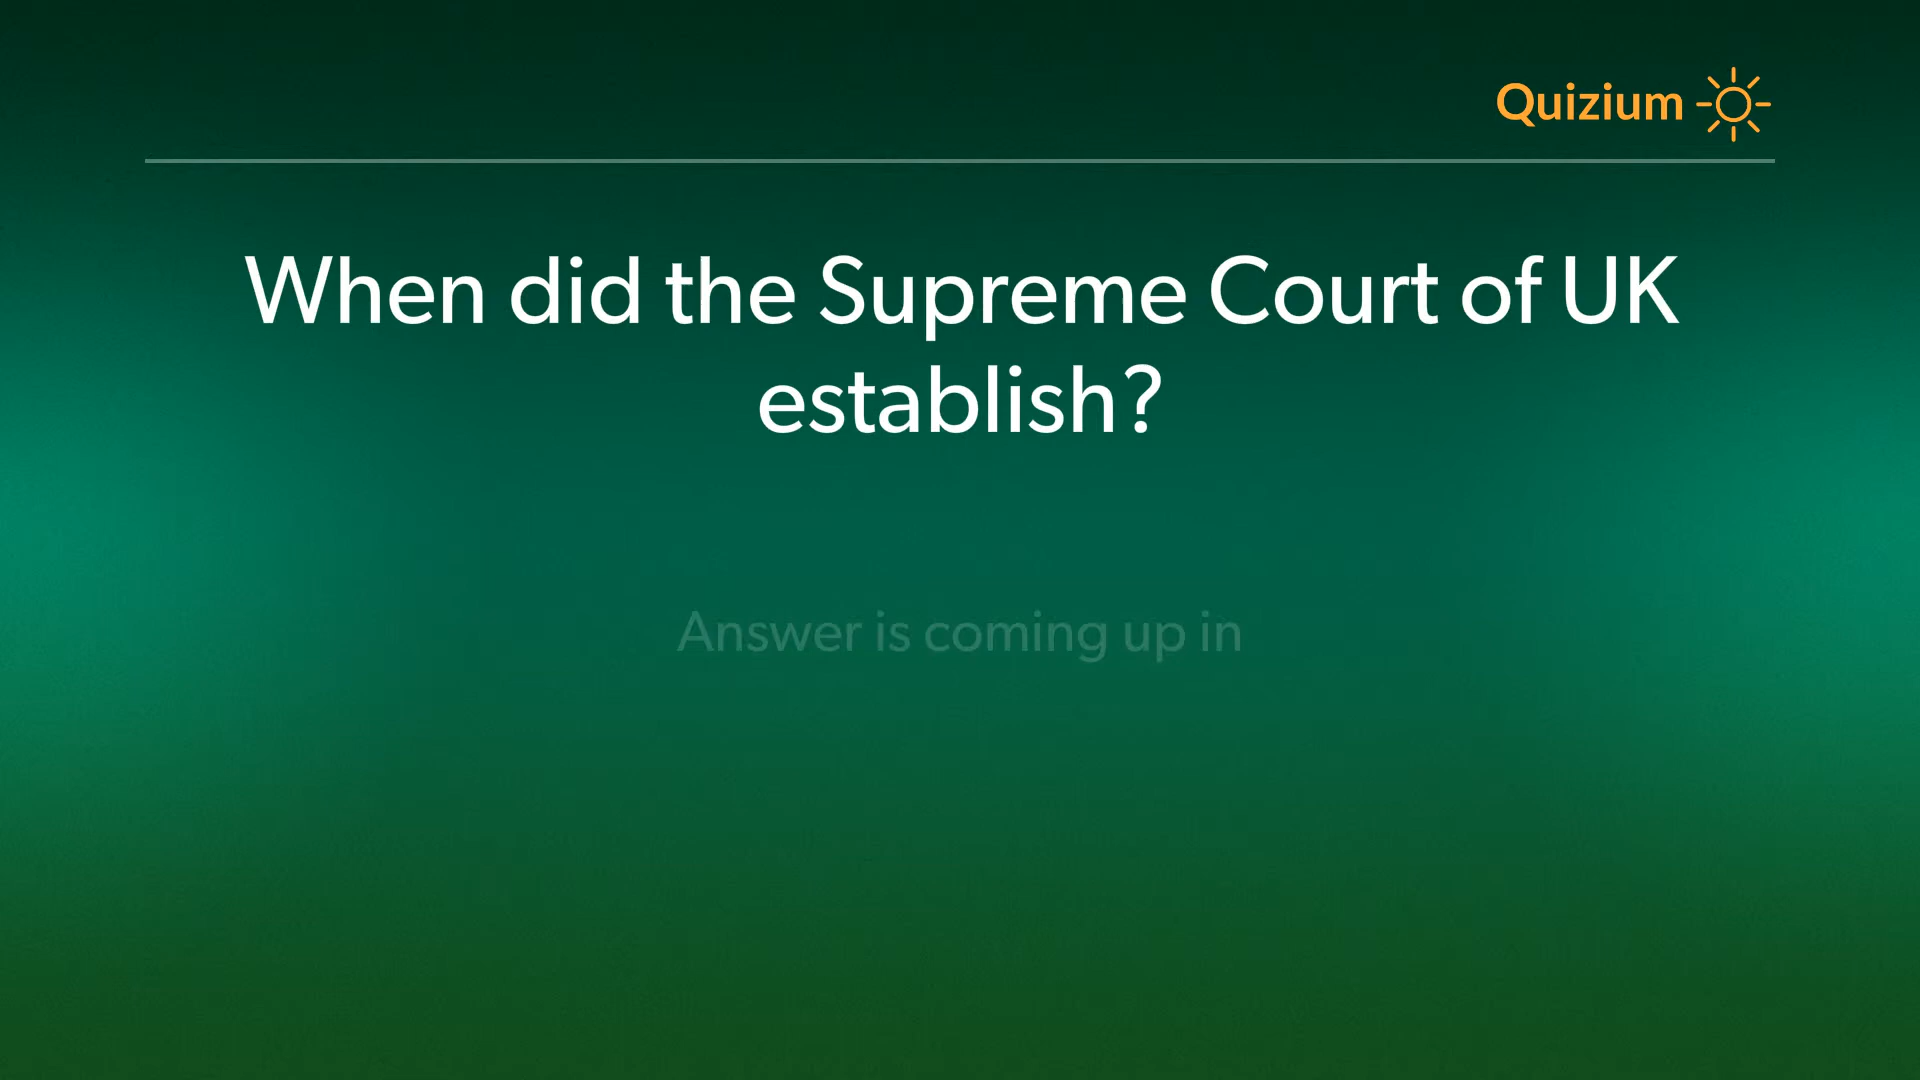 Quizium
When did the Supreme Court of UK
establish?
Answer is coming up in